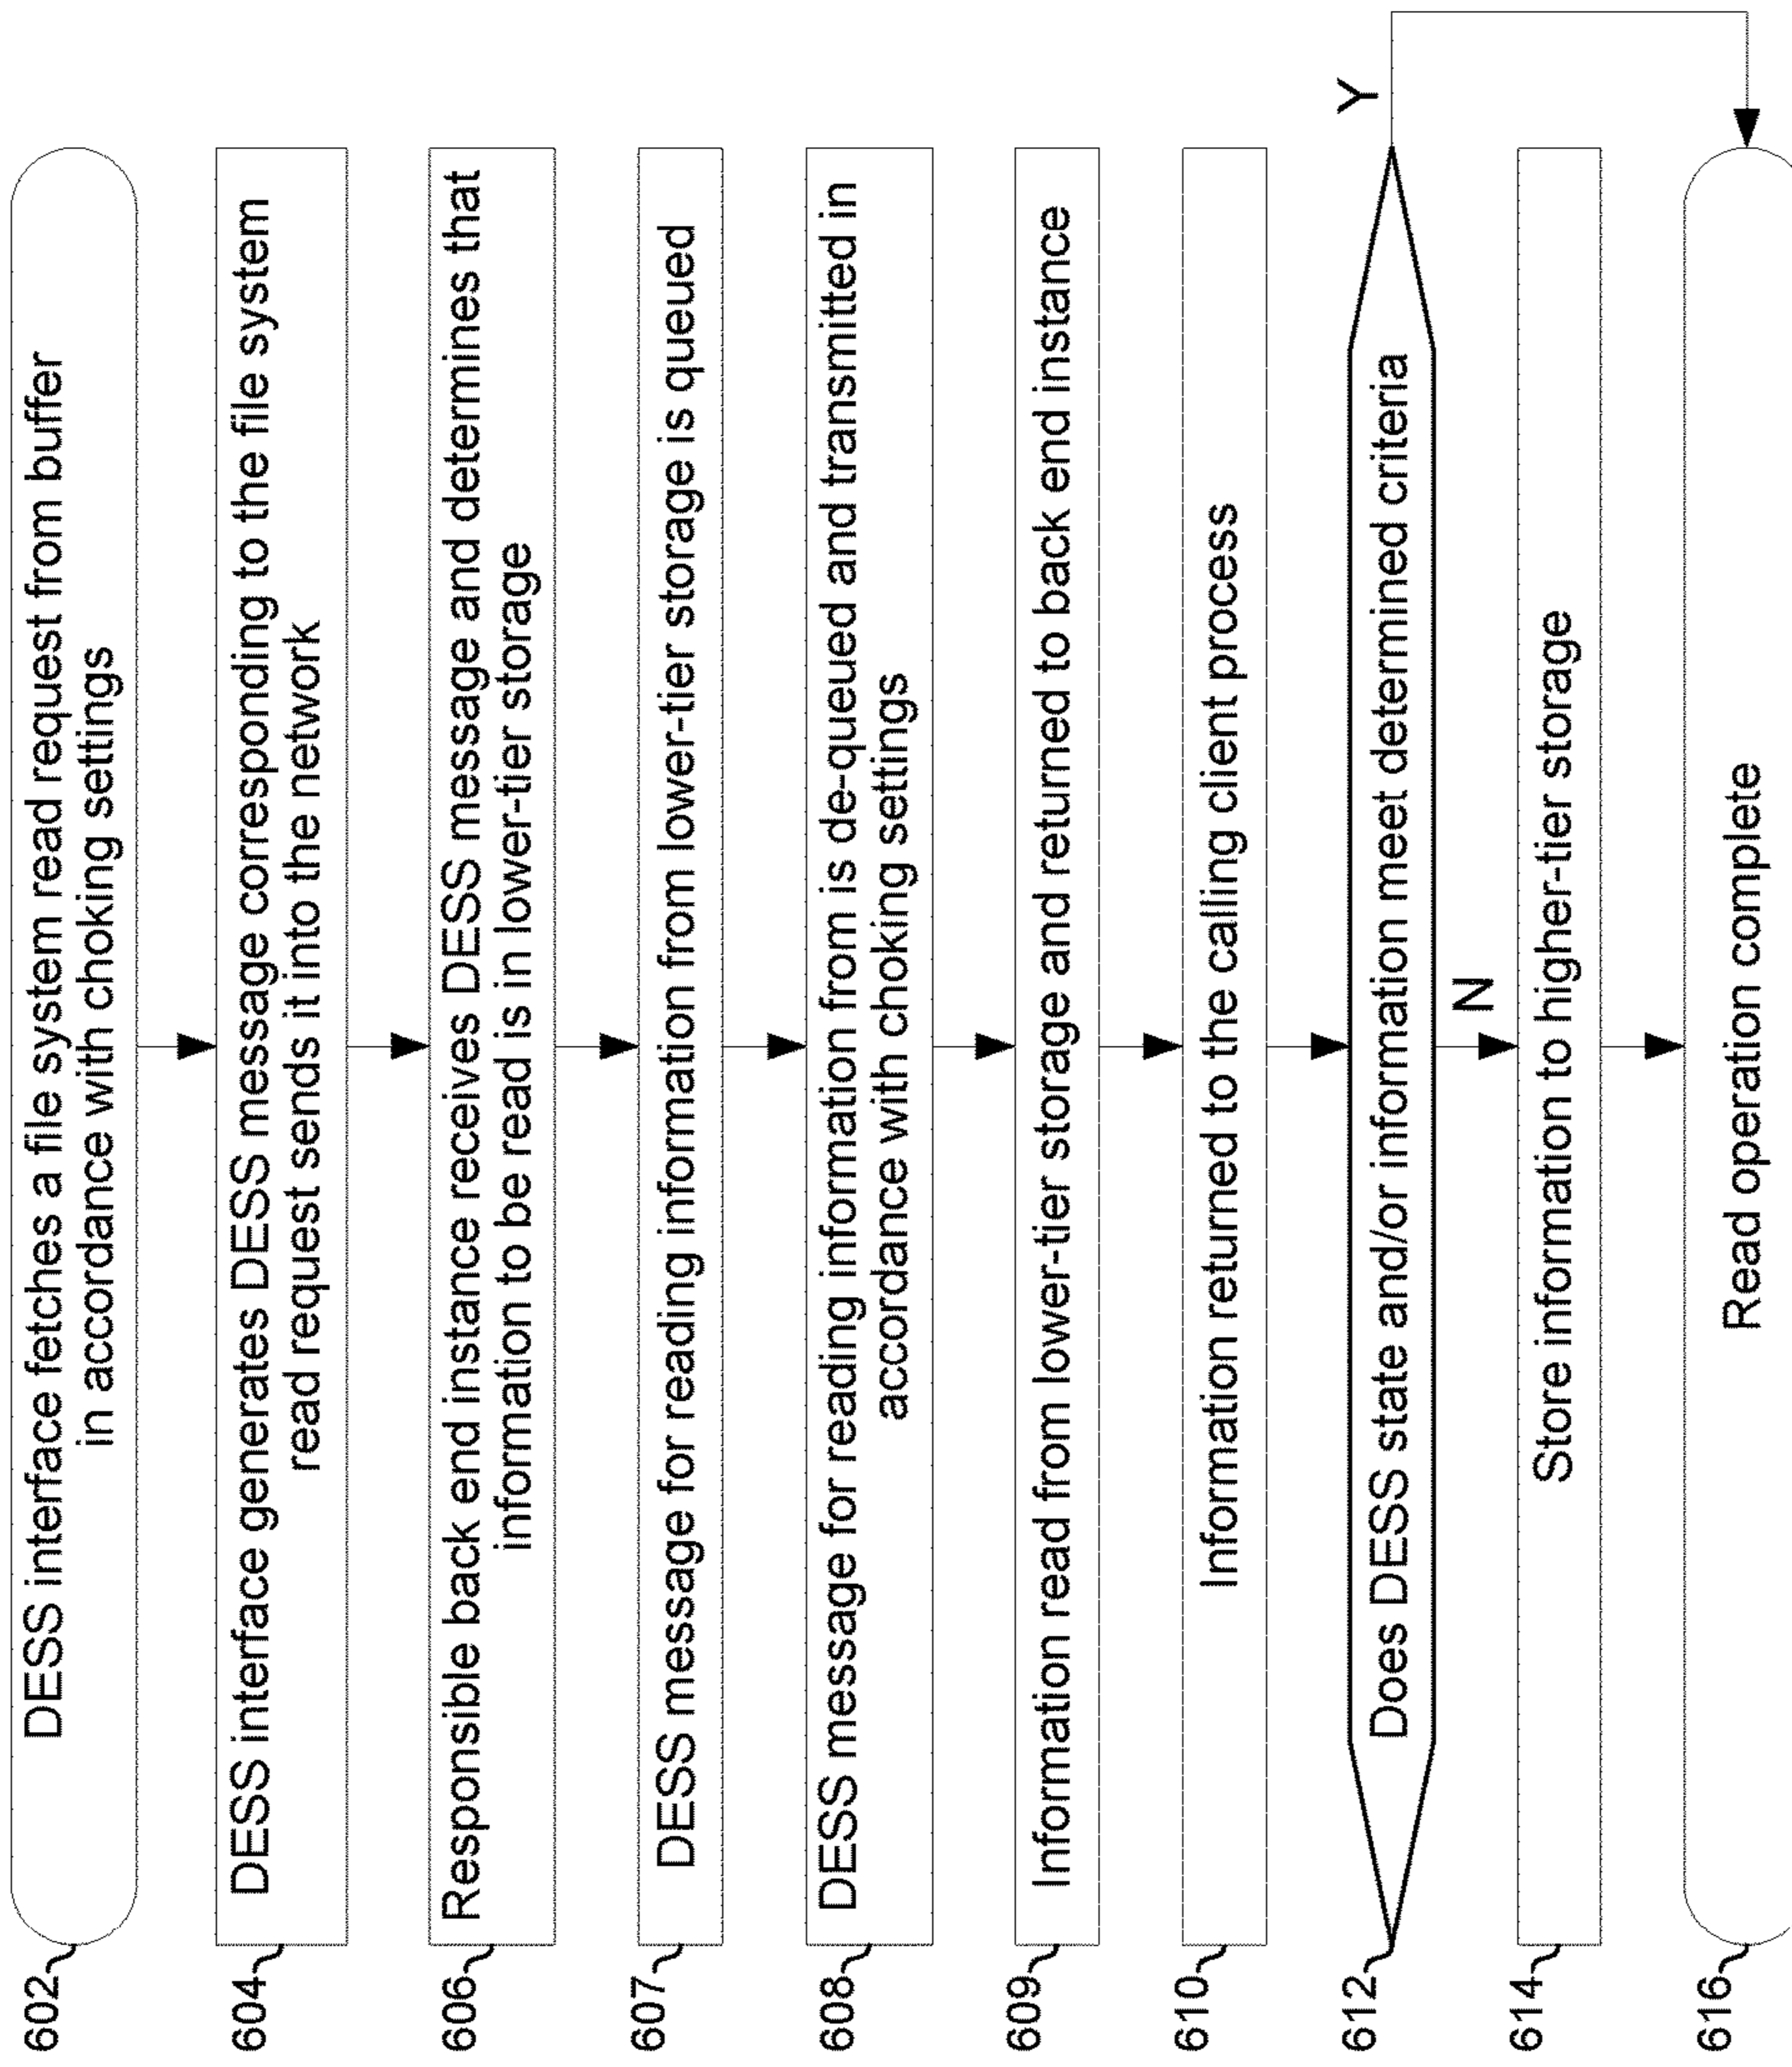 602
DESS interface fetches a file system read request from buffer
in accordance with choking settings
604
DESS interface generates DESS message corresponding to the file system
read request sends it into the network
606
Responsible back end instance receives DESS message and determines that
information to be read is in lower-tier storage
607
DESS message for reading information from lower-tier storage is queued
608
DESS message for reading information from is de-queued and transmitted in
accordance with choking settings
609
Information read from lower-tier storage and returned to back end instance
610
Information returned to the calling client process
612
Does DESS state and/or information meet determined criteria
Y
N
614
Store information to higher-tier storage
616
Read operation complete